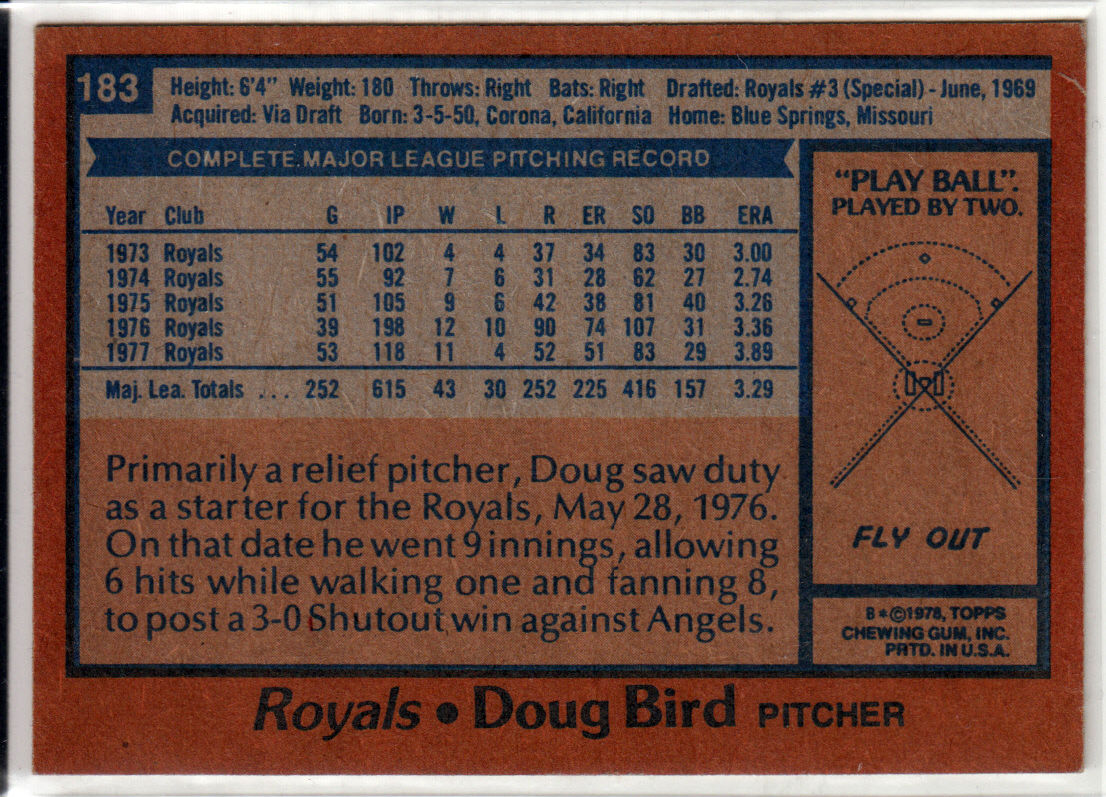 183
Height: 6'4" Weight: 180 Throws: Right Bats: Right Drafted: Royals #3 (Special) - June, 1969
Acquired: Via Draft Born: 3-5-50, Corona, California Home: Blue Springs, Missouri
COMPLETE MAJOR LEAGUE PITCHING RECORD
Year Club G IP W L R ER SO BB ERA
1973 Royals 54 102 4 4 37 34 83 30 3.00
1974 Royals 55 92 7 6 31 28 62 27 2.74
1975 Royals 51 105 9 6 42 38 81 40 3.26
1976 Royals 39 198 12 10 90 74 107 31 3.36
1977 Royals 53 118 11 4 52 51 83 29 3.89
Maj. Lea. Totals ... 252 615 43 30 252 225 416 157 3.29
Primarily a relief pitcher, Doug saw duty
as a starter for the Royals, May 28, 1976.
On that date he went 9 innings, allowing
6 hits while walking one and fanning 8,
to post a 3-0 Shutout win against Angels.
"PLAY BALL".
PLAYED BY TWO.
FLY OUT
B*©1978, TOPPS
CHEWING GUM, INC.
PRTD. IN U.S.A.
Royals • Doug Bird PITCHER